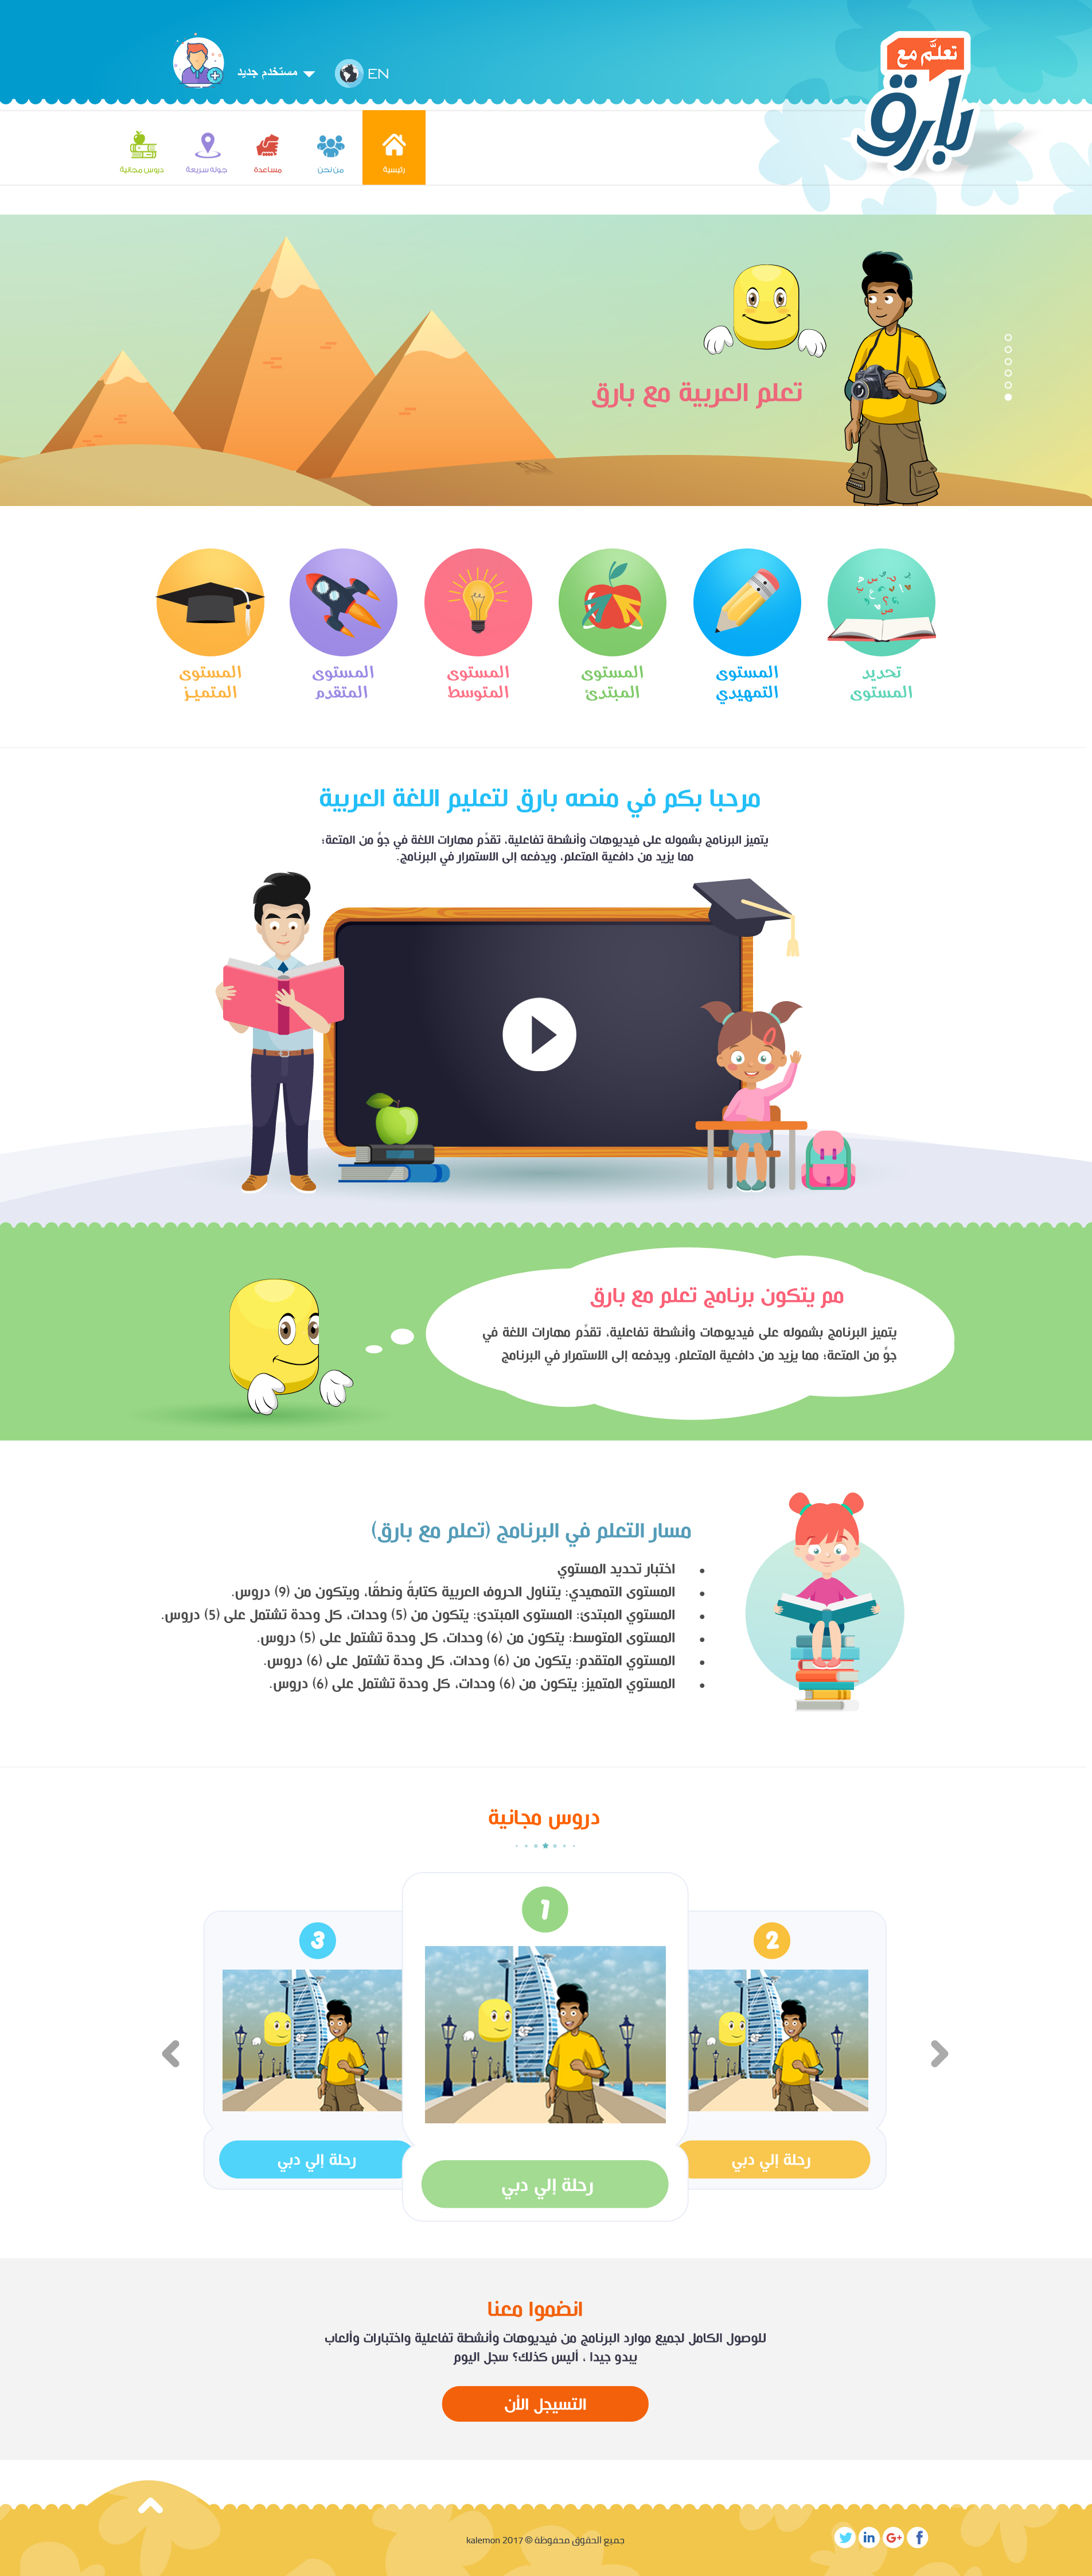 تعلَّم مع
بارق
EN
مستخدم جديد
رئيسية
من نحن
مساعدة
جولة سريعة
دروس مجانية
تعلم العربية مع بارق
تحديد
المستوى
المستوى
التمهيدي
المستوى
المبتدئ
المستوى
المتوسط
المستوى
المتقدم
المستوى
المتميز
مرحبا بكم في منصه بارق لتعليم اللغة العربية
يتميز البرنامج بشموله على فيديوهات وأنشطة تفاعلية، تقدِّم مهارات اللغة في جوٍّ من المتعة؛
مما يزيد من دافعية المتعلم، ويدفعه إلى الاستمرار في البرنامج.
مم يتكون برنامج تعلم مع بارق
يتميز البرنامج بشموله على فيديوهات وأنشطة تفاعلية، تقدِّم مهارات اللغة في
جوٍّ من المتعة؛ مما يزيد من دافعية المتعلم، ويدفعه إلى الاستمرار في البرنامج
مسار التعلم في البرنامج (تعلم مع بارق)
• اختبار تحديد المستوي
• المستوى التمهيدي: يتناول الحروف العربية كتابةً ونطقًا، ويتكون من (9) دروس.
• المستوي المبتدئ: المستوى المبتدئ: يتكون من (5) وحدات، كل وحدة تشتمل على (5) دروس.
• المستوى المتوسط: يتكون من (6) وحدات، كل وحدة تشتمل على (5) دروس.
• المستوي المتقدم: يتكون من (6) وحدات، كل وحدة تشتمل على (6) دروس.
• المستوي المتميز: يتكون من (6) وحدات، كل وحدة تشتمل على (6) دروس.
دروس مجانية
2
رحلة إلي دبي
1
رحلة إلي دبي
3
رحلة إلي دبي
انضموا معنا
للوصول الكامل لجميع موارد البرنامج من فيديوهات وأنشطة تفاعلية واختبارات وألعاب
يبدو جيدا ، أليس كذلك؟ سجل اليوم
التسيجل الأن
جميع الحقوق محفوظة © 2017 kalemon